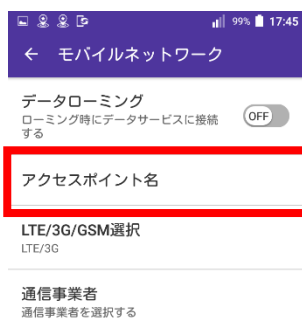 99% 17:45
← モバイルネットワーク
データローミング
ローミング時にデータサービスに接続
する
OFF
アクセスポイント名
LTE/3G/GSM選択
LTE/3G
通信事業者
通信事業者を選択する